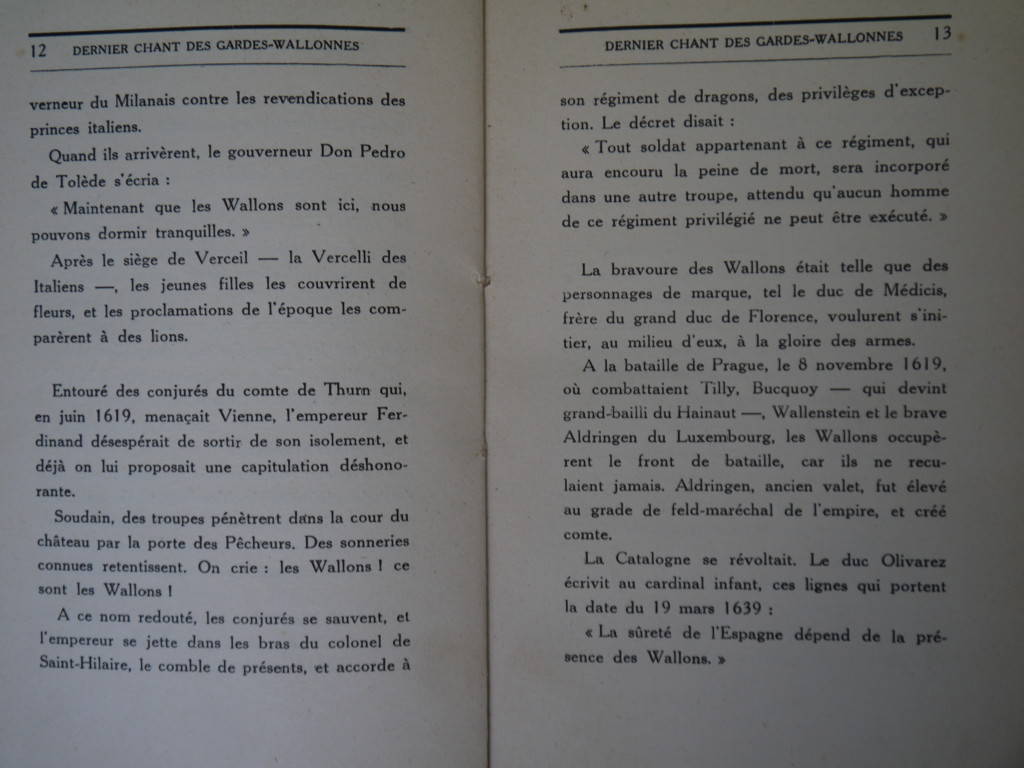 12 DERNIER CHANT DES GARDES-WALLONNES
verneur du Milanais contre les revendications des
princes italiens.
Quand ils arrivèrent, le gouverneur Don Pedro
de Tolède s'écria :
« Maintenant que les Wallons sont ici, nous
pouvons dormir tranquilles. »
Après le siège de Verceil — la Vercelli des
Italiens —, les jeunes filles les couvrirent de
fleurs, et les proclamations de l'époque les com-
parèrent à des lions.
Entouré des conjurés du comte de Thurn qui,
en juin 1619, menaçait Vienne, l'empereur Fer-
dinand désespérait de sortir de son isolement, et
déjà on lui proposait une capitulation déshono-
rante.
Soudain, des troupes pénètrent dans la cour du
château par la porte des Pêcheurs. Des sonneries
connues retentissent. On crie : les Wallons ! ce
sont les Wallons !
A ce nom redouté, les conjurés se sauvent, et
l'empereur se jette dans les bras du colonel de
Saint-Hilaire, le comble de présents, et accorde à
DERNIER CHANT DES GARDES-WALLONNES 13
son régiment de dragons, des privilèges d'excep-
tion. Le décret disait :
« Tout soldat appartenant à ce régiment, qui
aura encouru la peine de mort, sera incorporé
dans une autre troupe, attendu qu'aucun homme
de ce régiment privilégié ne peut être exécuté. »
La bravoure des Wallons était telle que des
personnages de marque, tel le duc de Médicis,
frère du grand duc de Florence, voulurent s'ini-
tier, au milieu d'eux, à la gloire des armes.
A la bataille de Prague, le 8 novembre 1619,
où combattaient Tilly, Bucquoy — qui devint
grand-bailli du Hainaut —, Wallenstein et le brave
Aldringen du Luxembourg, les Wallons occupè-
rent le front de bataille, car ils ne recu-
laient jamais. Aldringen, ancien valet, fut élevé
au grade de feld-maréchal de l'empire, et créé
comte.
La Catalogne se révoltait. Le duc Olivarez
écrivit au cardinal infant, ces lignes qui portent
la date du 19 mars 1639 :
« La sûreté de l'Espagne dépend de la pré-
sence des Wallons. »